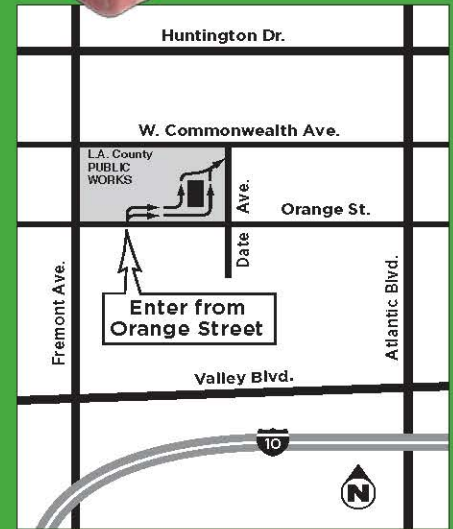 Huntington Dr.
W. Commonwealth Ave.
L.A. County
PUBLIC
WORKS
Date Ave.
Orange St.
Fremont Ave.
Enter from
Orange Street
Atlantic Blvd.
Valley Blvd.
10
N